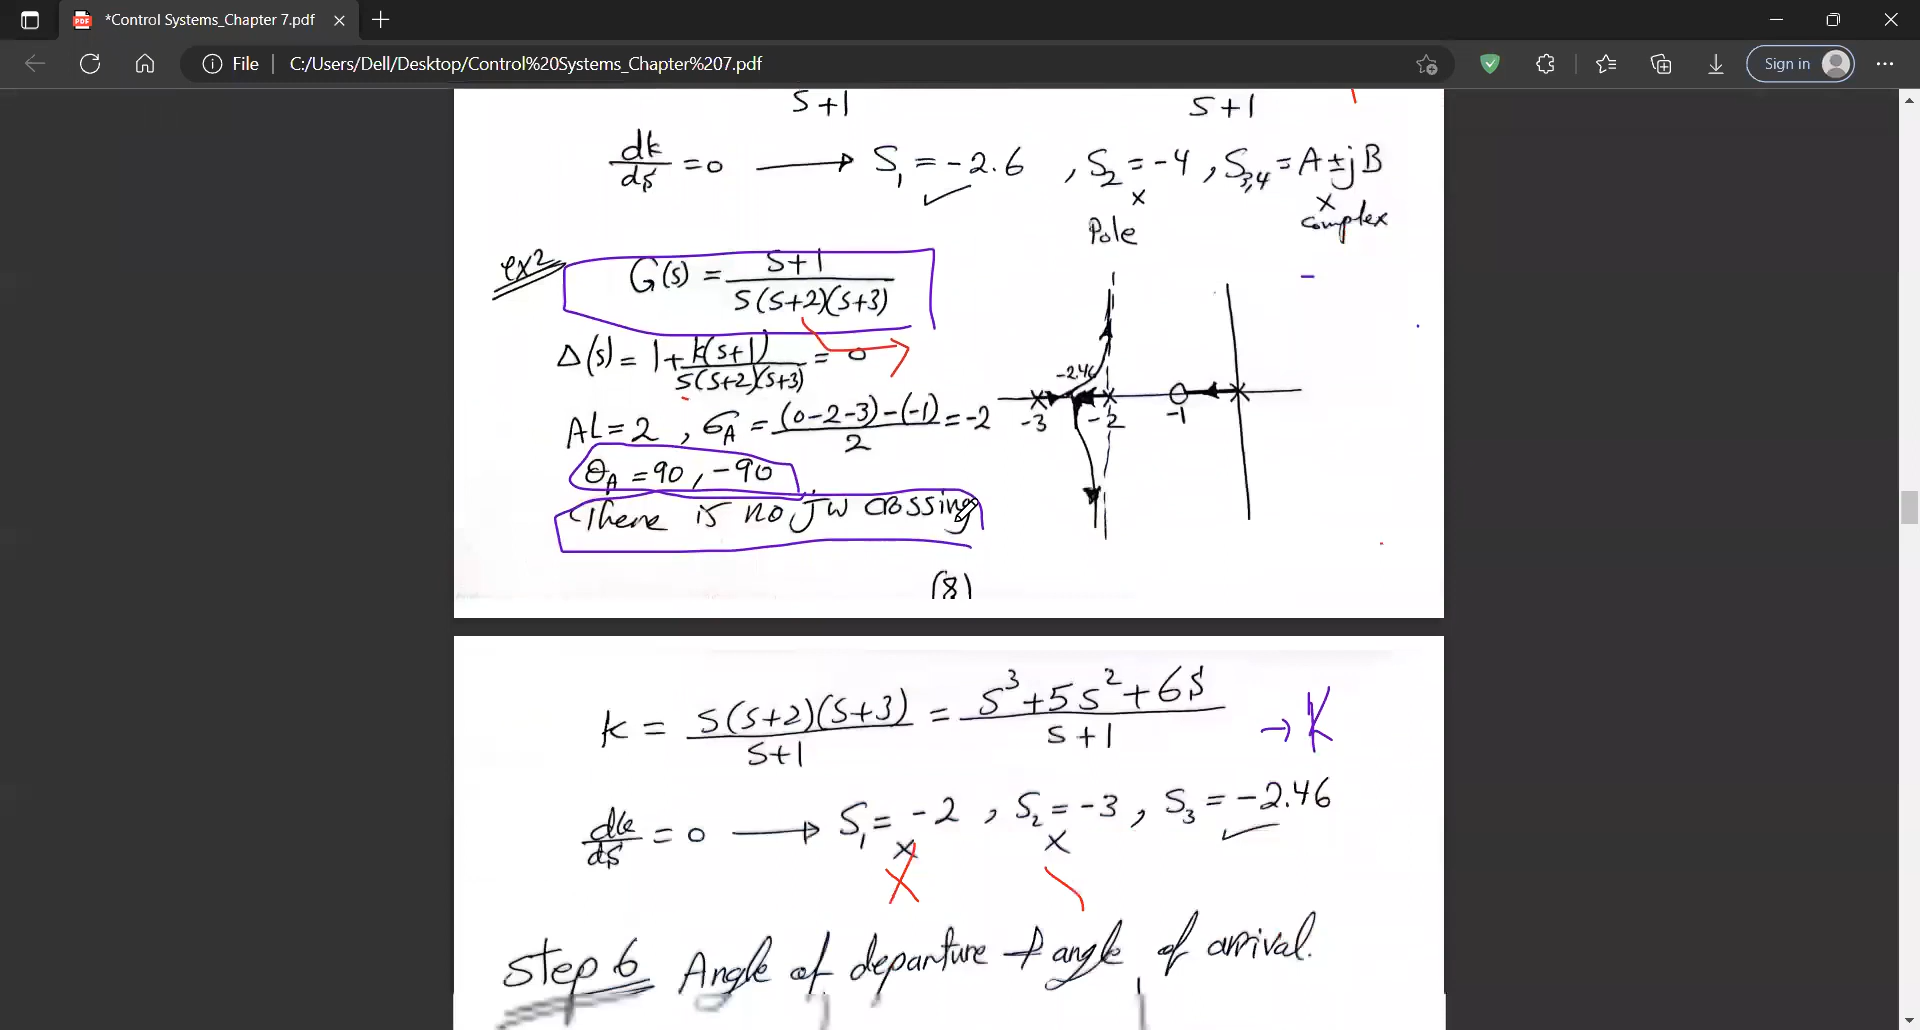 *Control Systems_Chapter 7.pdf
File
C:/Users/Dell/Desktop/Control%20Systems_Chapter%207.pdf
Sign in
S+1 S+1
dk/ds = 0 → S₁ = -2.6 , S₂ = -4 , S₃,₄ = A ± jB
x x
Pole complex
ex2 G(s) = S+1 / S(S+2)(S+3)
Δ(s) = 1 + k(s+1) / S(S+2)(S+3) = 0
AL = 2 , σA = (0-2-3)-(-1) / 2 = -2
θA = 90 , -90
There is no Jw crossing
-2.46
-3 -2 -1
(8)
k = S(S+2)(S+3) / S+1 = S³+5S²+6S / S+1 → K
dk/ds = 0 → S₁ = -2 , S₂ = -3 , S₃ = -2.46
x x
Step 6 Angle of departure + angle of arrival.